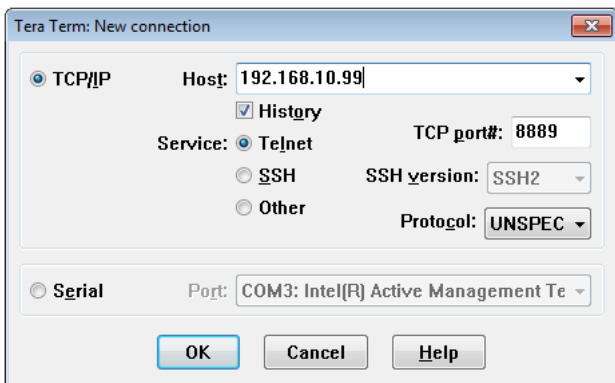 Tera Term: New connection
TCP/IP Host: 192.168.10.99
History
Service: Telnet TCP port#: 8889
SSH SSH version: SSH2
Other Protocol: UNSPEC
Serial Port: COM3: Intel(R) Active Management Te
OK Cancel Help